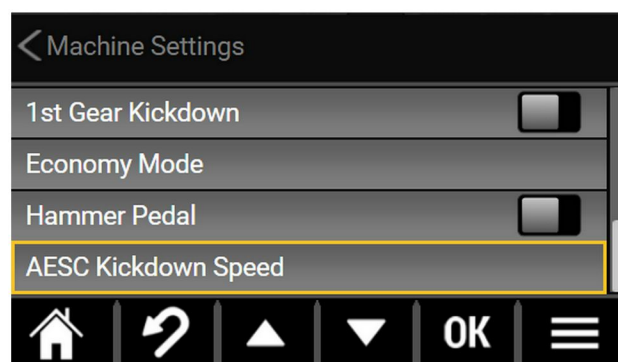 Machine Settings
1st Gear Kickdown
Economy Mode
Hammer Pedal
AESC Kickdown Speed
OK